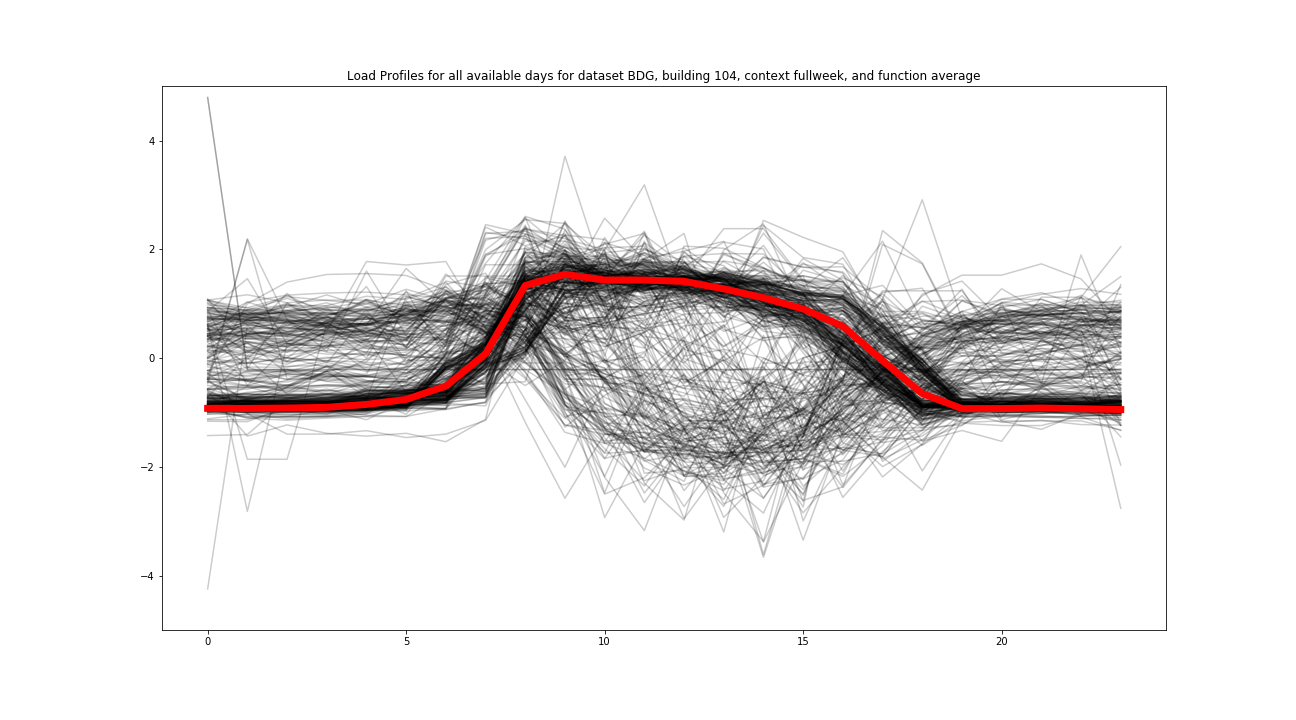 Load Profiles for all available days for dataset BDG, building 104, context fullweek, and function average
4
2
0
−2
−4
0 5 10 15 20